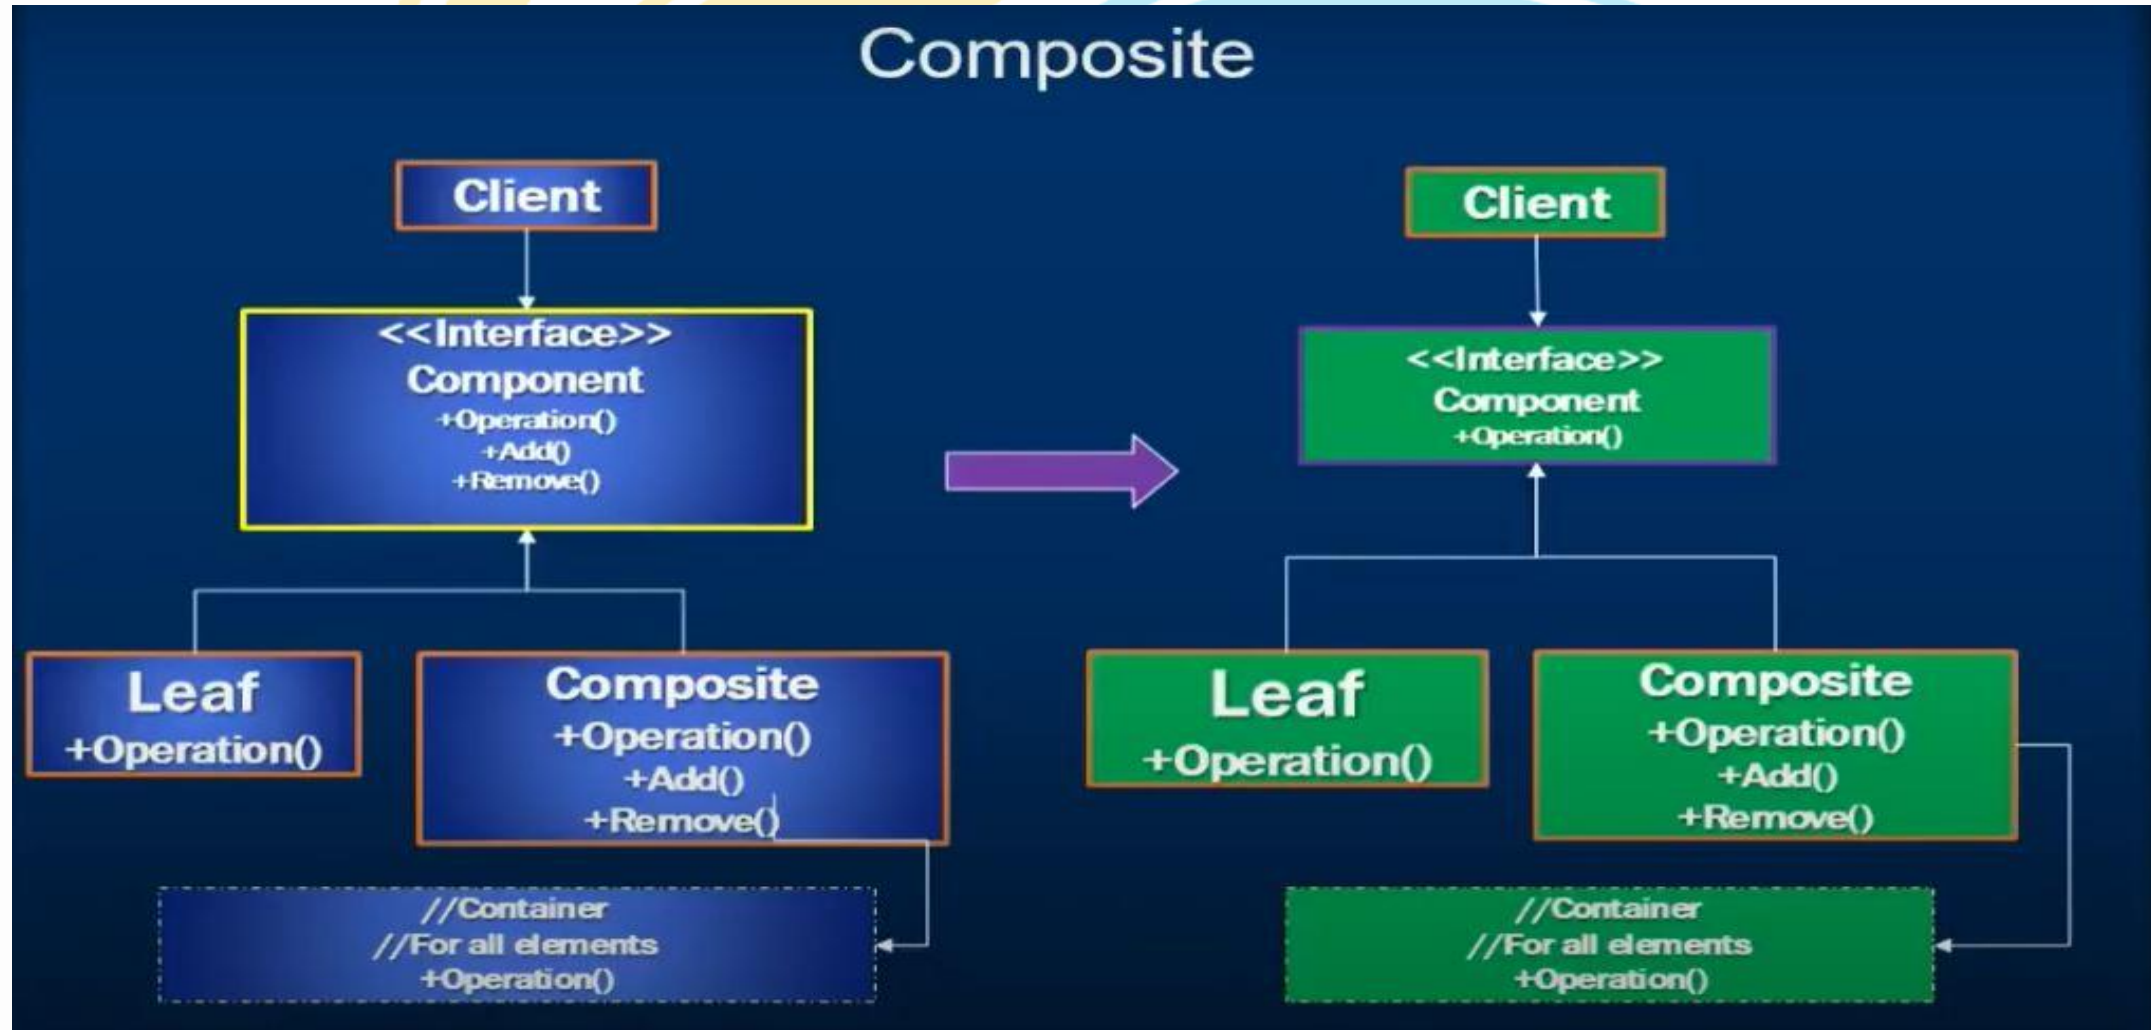 Composite
Client
<<Interface>>
Component
+Operation()
+Add()
+Remove()
Leaf
+Operation()
Composite
+Operation()
+Add()
+Remove()
//Container
//For all elements
+Operation()
Client
<<Interface>>
Component
+Operation()
Leaf
+Operation()
Composite
+Operation()
+Add()
+Remove()
//Container
//For all elements
+Operation()